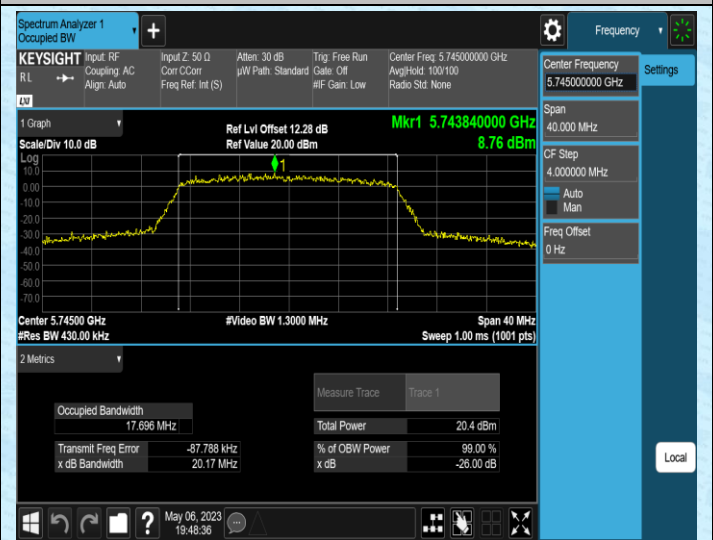 Spectrum Analyzer 1
Occupied BW
+
Frequency
KEYSIGHT
RL
LXI
Input: RF
Coupling: AC
Align: Auto
Input Z: 50 Ω
Corr CCorr
Freq Ref: Int (S)
Atten: 30 dB
µW Path: Standard
Trig: Free Run
Gate: Off
#IF Gain: Low
Center Freq: 5.745000000 GHz
Avg|Hold: 100/100
Radio Std: None
Center Frequency
5.745000000 GHz
Settings
Span
40.000 MHz
CF Step
4.000000 MHz
Auto
Man
Freq Offset
0 Hz
Local
1 Graph
Scale/Div 10.0 dB
Ref Lvl Offset 12.28 dB
Ref Value 20.00 dBm
Mkr1 5.743840000 GHz
8.76 dBm
Log
10.0
0.00
-10.0
-20.0
-30.0
-40.0
-50.0
-60.0
-70.0
1
Center 5.74500 GHz
#Res BW 430.00 kHz
#Video BW 1.3000 MHz
Span 40 MHz
Sweep 1.00 ms (1001 pts)
2 Metrics
Measure Trace
Trace 1
Occupied Bandwidth
17.696 MHz
Total Power
20.4 dBm
Transmit Freq Error
-87.788 kHz
% of OBW Power
99.00 %
x dB Bandwidth
20.17 MHz
x dB
-26.00 dB
?
May 06, 2023
19:48:36